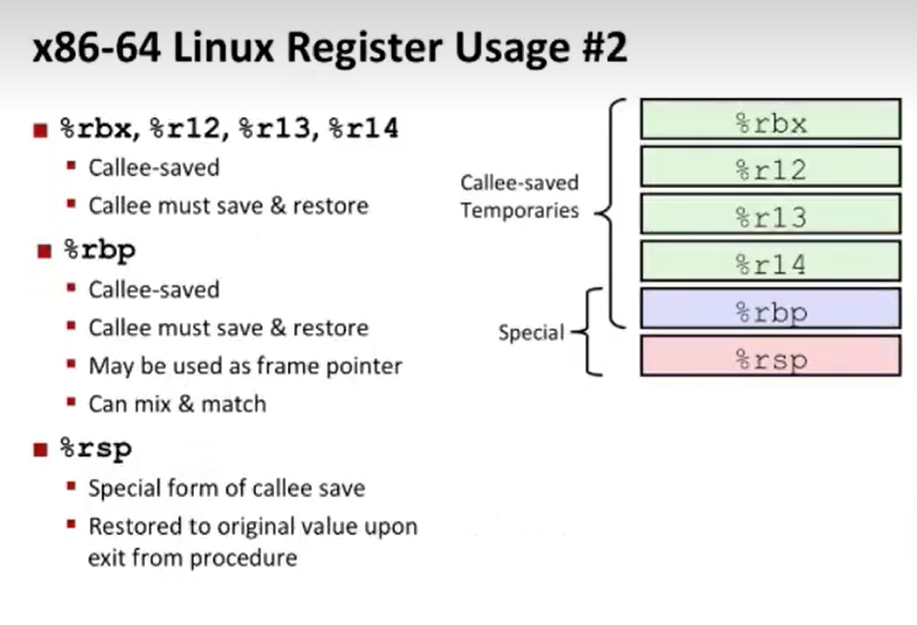 x86-64 Linux Register Usage #2
%rbx, %r12, %r13, %r14
Callee-saved
Callee must save & restore
%rbp
Callee-saved
Callee must save & restore
May be used as frame pointer
Can mix & match
%rsp
Special form of callee save
Restored to original value upon
exit from procedure
Callee-saved
Temporaries
Special
%rbx
%r12
%r13
%r14
%rbp
%rsp